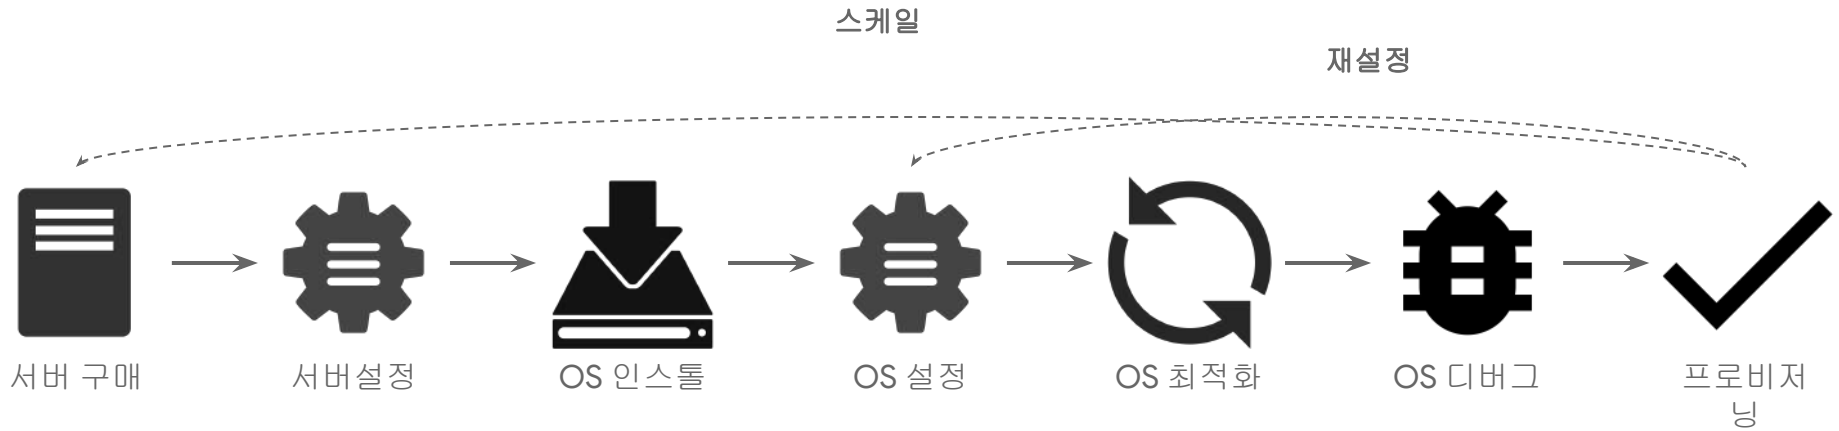 스케일
재설정
서버 구매
서버설정
OS 인스톨
OS 설정
OS 최적화
OS 디버그
프로비저
닝